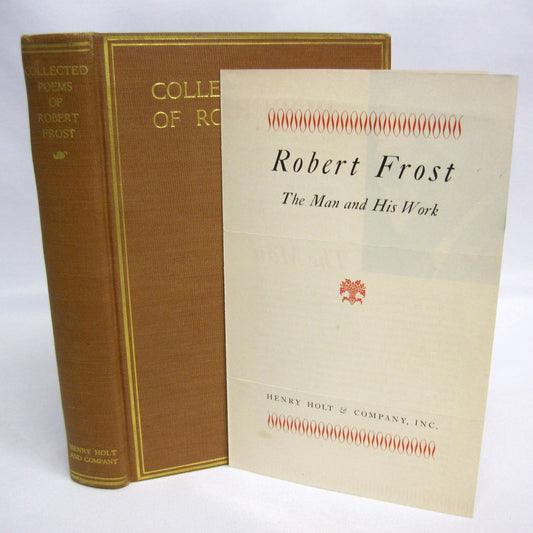 COLLECTED
POEMS
OF
ROBERT
FROST
HENRY HOLT
AND COMPANY
COLLE
OF RO
Robert Frost
The Man and His Work
HENRY HOLT & COMPANY, INC.